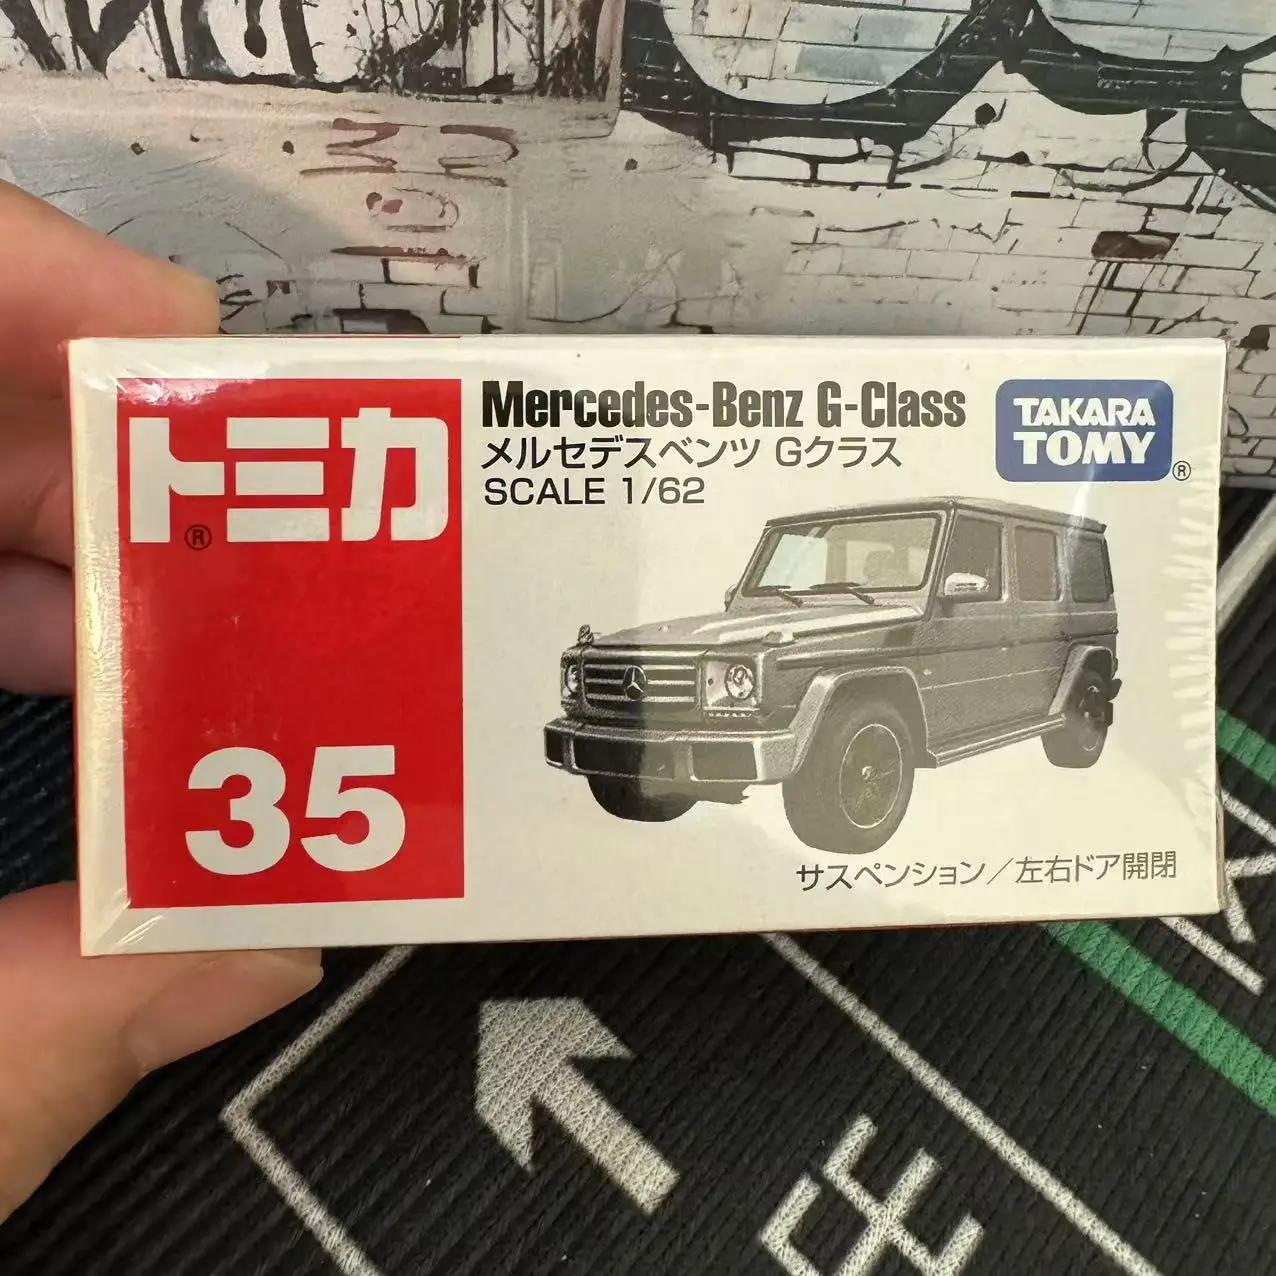 トミカ
®
35
Mercedes-Benz G-Class
メルセデスベンツ Gクラス
SCALE 1/62
TAKARA
TOMY
®
サスペンション／左右ドア開閉